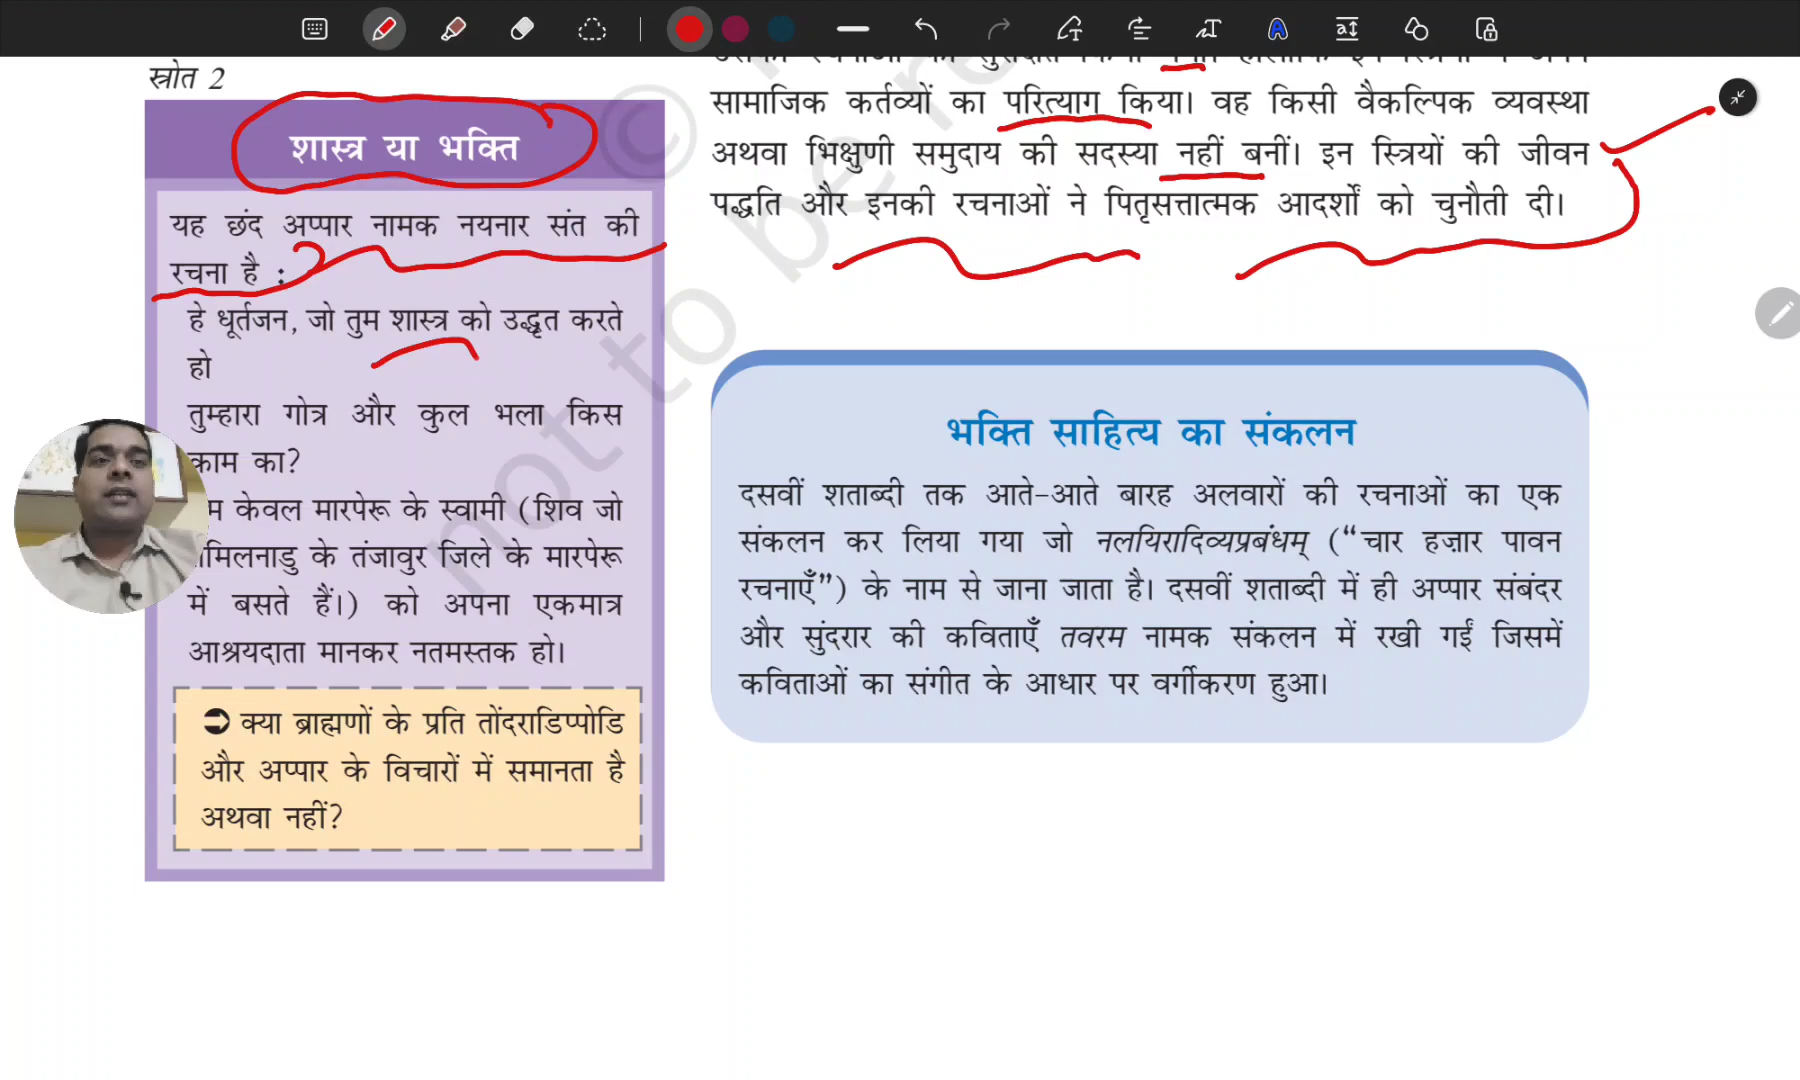 स्रोत 2
शास्त्र या भक्ति
यह छंद अप्पार नामक नयनार संत की
रचना है :
हे धूर्तजन, जो तुम शास्त्र को उद्धृत करते
हो
तुम्हारा गोत्र और कुल भला किस
काम का?
केवल मारपेरू के स्वामी (शिव जो
के तंजावुर जिले के मारपेरू
में बसते हैं।) को अपना एकमात्र
आश्रयदाता मानकर नतमस्तक हो।
➲ क्या ब्राह्मणों के प्रति तोंदराडिप्पोडि
और अप्पार के विचारों में समानता है
अथवा नहीं?
सामाजिक कर्तव्यों का परित्याग किया। वह किसी वैकल्पिक व्यवस्था
अथवा भिक्षुणी समुदाय की सदस्या नहीं बनीं। इन स्त्रियों की जीवन
पद्धति और इनकी रचनाओं ने पितृसत्तात्मक आदर्शों को चुनौती दी।
भक्ति साहित्य का संकलन
दसवीं शताब्दी तक आते-आते बारह अलवारों की रचनाओं का एक
संकलन कर लिया गया जो नलयिरादिव्यप्रबंधम् (“चार हज़ार पावन
रचनाएँ”) के नाम से जाना जाता है। दसवीं शताब्दी में ही अप्पार संबंदर
और सुंदरार की कविताएँ तवरम नामक संकलन में रखी गईं जिसमें
कविताओं का संगीत के आधार पर वर्गीकरण हुआ।
© 
not to be re